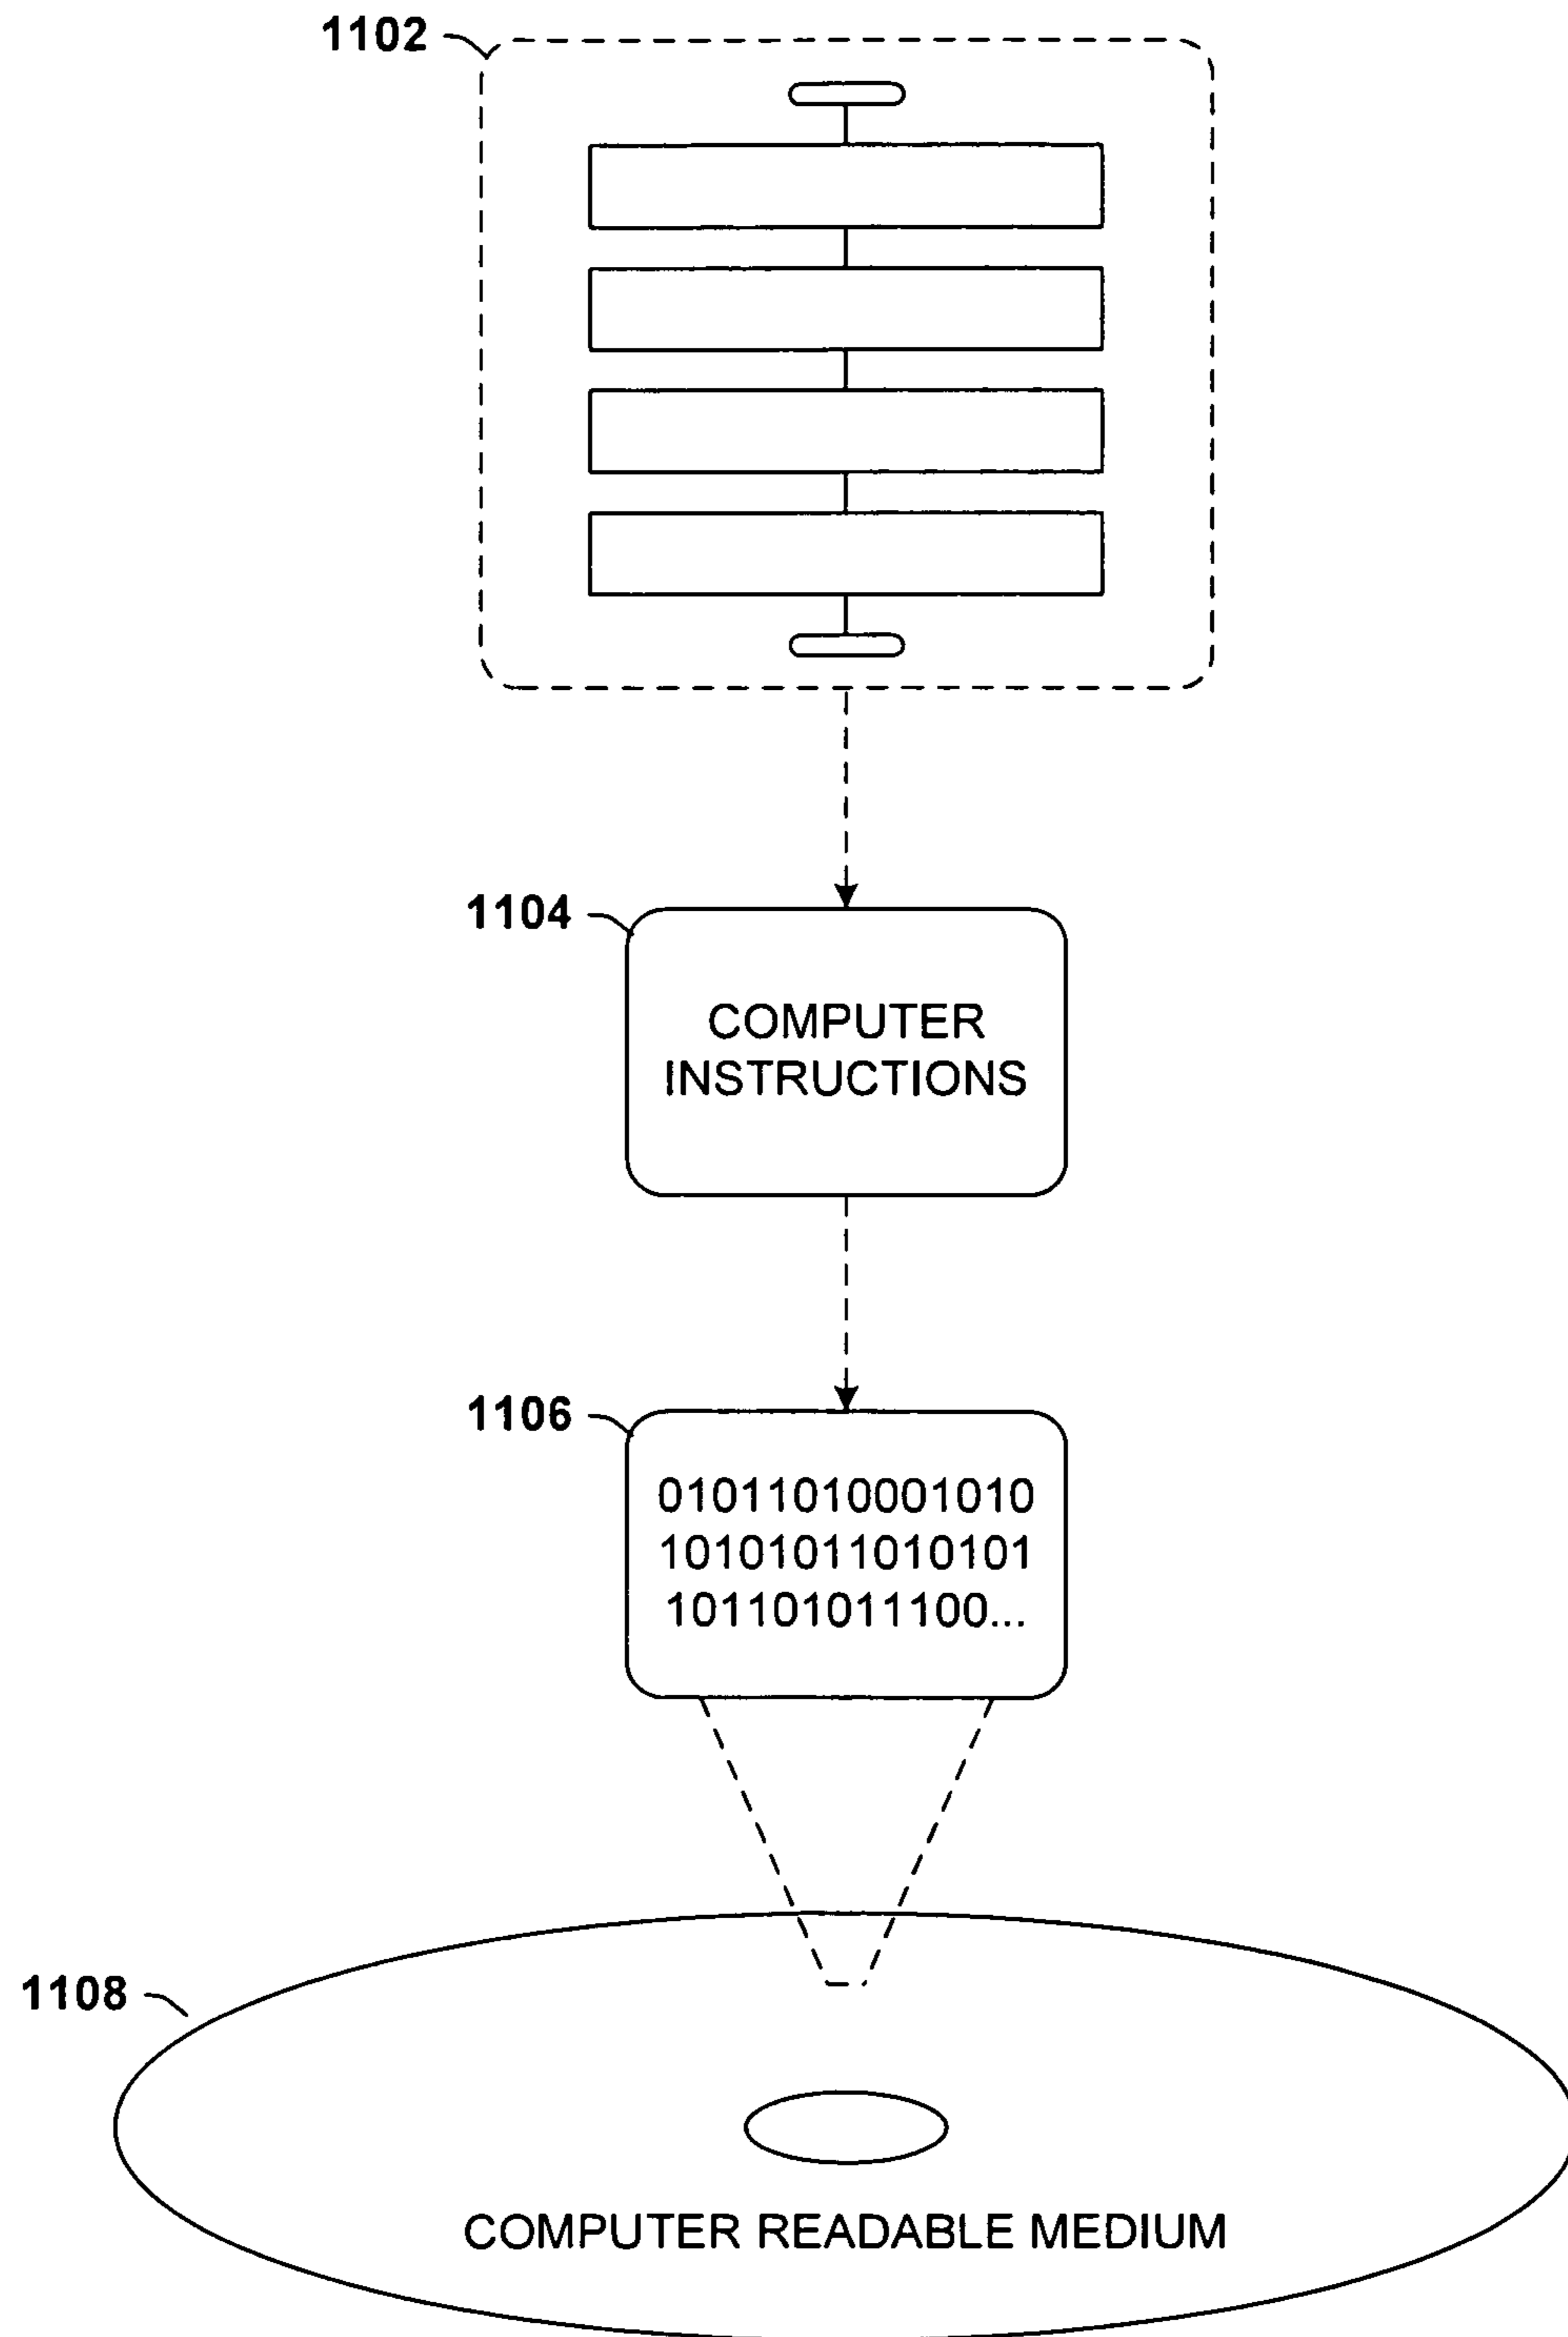 1102
1104
COMPUTER
INSTRUCTIONS
1106
01011010001010
10101011010101
101101011100...
1108
COMPUTER READABLE MEDIUM